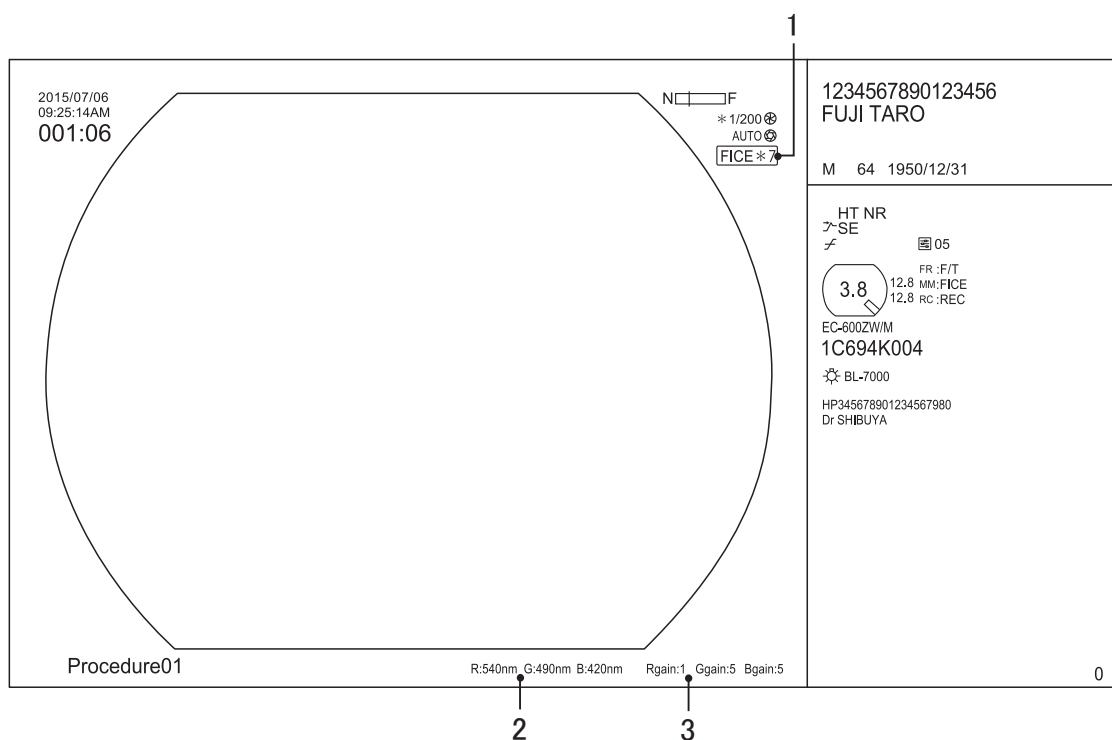 1
2015/07/06
09:25:14AM
001:06
N F
*1/200
AUTO
FICE*7
1234567890123456
FUJI TARO
M 64 1950/12/31
HT NR
SE
05
3.8
FR :F/T
12.8 MM:FICE
12.8 RC :REC
EC-600ZW/M
1C694K004
BL-7000
HP345678901234567980
Dr SHIBUYA
Procedure01
R:540nm G:490nm B:420nm Rgain:1 Ggain:5 Bgain:5
0
2
3